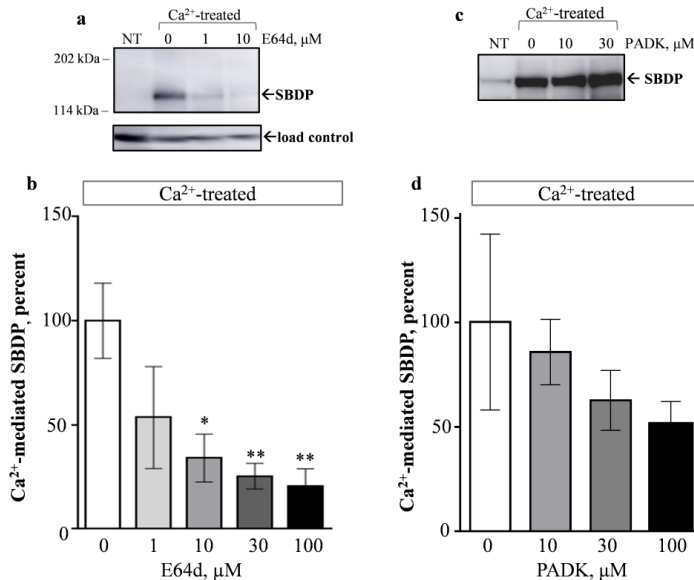 a
Ca²⁺-treated
NT 0 1 10 E64d, µM
202 kDa –
←SBDP
114 kDa –
←load control
c
Ca²⁺-treated
NT 0 10 30 PADK, µM
←SBDP
b
Ca²⁺-treated
Ca²⁺-mediated SBDP, percent
150
100
50
0
*
**
**
0 1 10 30 100
E64d, µM
d
Ca²⁺-treated
Ca²⁺-mediated SBDP, percent
150
100
50
0
0 10 30 100
PADK, µM